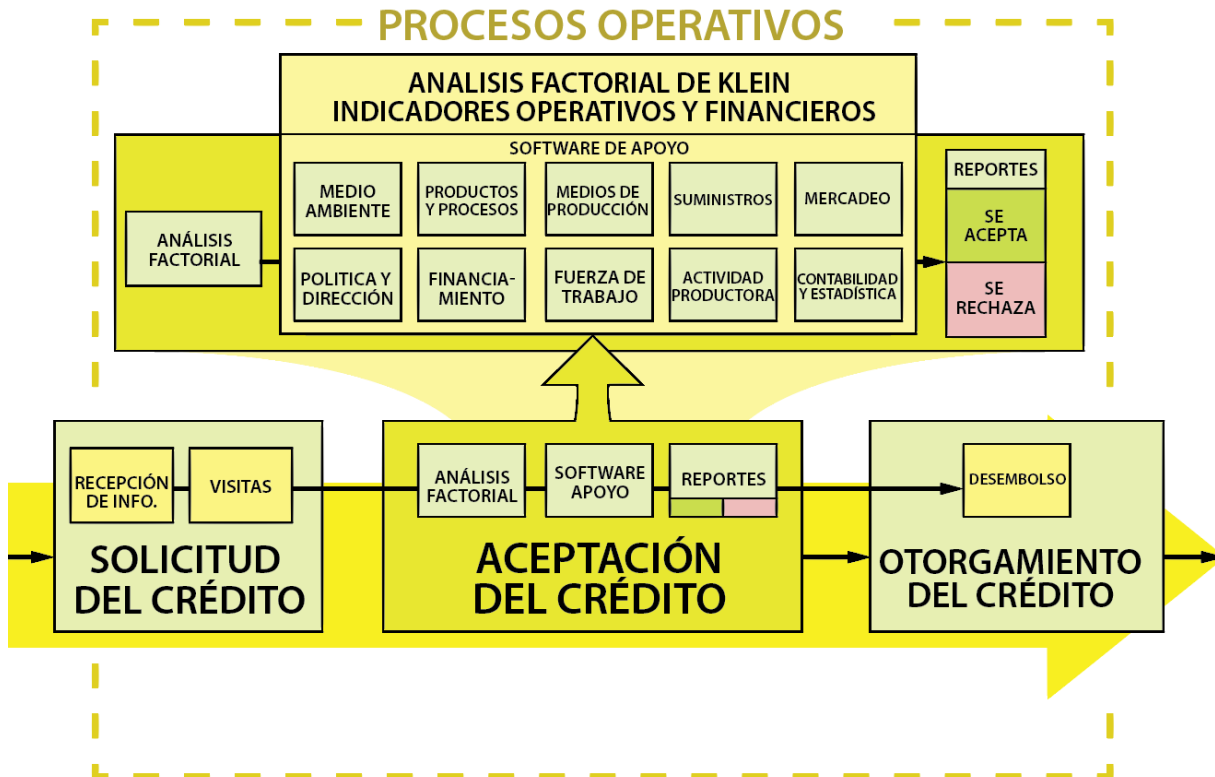 PROCESOS OPERATIVOS
ANALISIS FACTORIAL DE KLEIN
INDICADORES OPERATIVOS Y FINANCIEROS
SOFTWARE DE APOYO
ANÁLISIS
FACTORIAL
MEDIO
AMBIENTE
PRODUCTOS
Y PROCESOS
MEDIOS DE
PRODUCCIÓN
SUMINISTROS
MERCADEO
POLITICA Y
DIRECCIÓN
FINANCIA-
MIENTO
FUERZA DE
TRABAJO
ACTIVIDAD
PRODUCTORA
CONTABILIDAD
Y ESTADÍSTICA
REPORTES
SE
ACEPTA
SE
RECHAZA
RECEPCIÓN
DE INFO.
VISITAS
SOLICITUD
DEL CRÉDITO
ANÁLISIS
FACTORIAL
SOFTWARE
APOYO
REPORTES
ACEPTACIÓN
DEL CRÉDITO
DESEMBOLSO
OTORGAMIENTO
DEL CRÉDITO